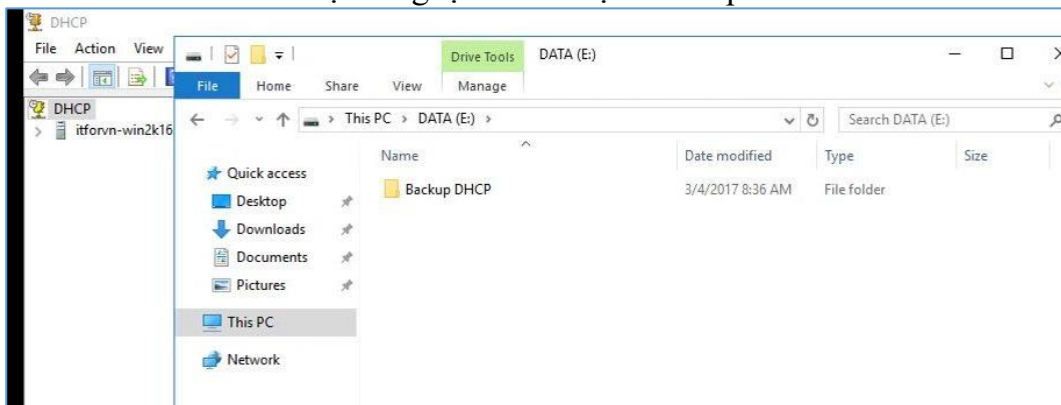 DHCP
File Action View
DHCP
itforvn-win2k16
Drive Tools DATA (E:)
File Home Share View Manage
This PC > DATA (E:) >
Search DATA (E:)
Name Date modified Type Size
Quick access
Backup DHCP 3/4/2017 8:36 AM File folder
Desktop
Downloads
Documents
Pictures
This PC
Network